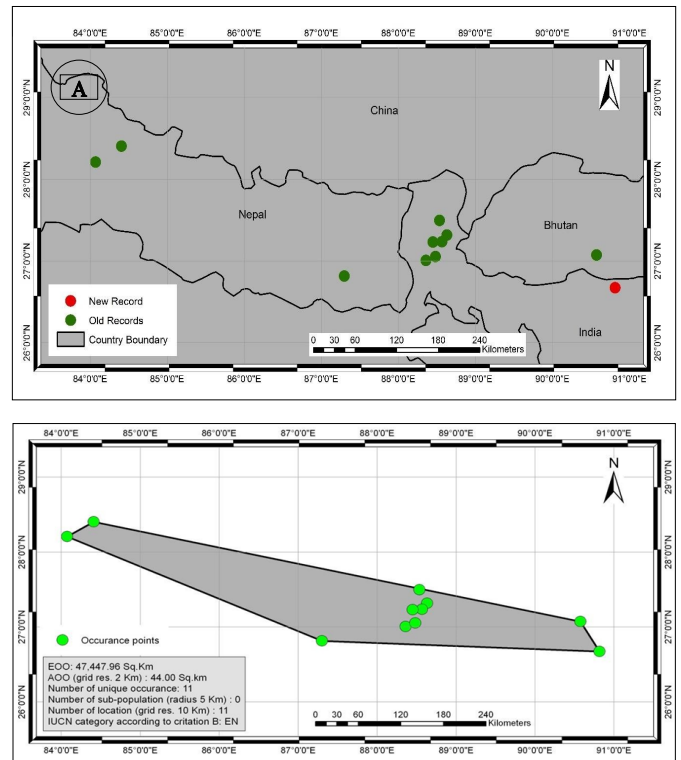 84°0'0"E 85°0'0"E 86°0'0"E 87°0'0"E 88°0'0"E 89°0'0"E 90°0'0"E 91°0'0"E
29°0'0"N
28°0'0"N
27°0'0"N
26°0'0"N
A
N
China
Nepal
Bhutan
India
New Record
Old Records
Country Boundary
0 30 60 120 180 240
Kilometers
29°0'0"N
28°0'0"N
27°0'0"N
26°0'0"N
84°0'0"E 85°0'0"E 86°0'0"E 87°0'0"E 88°0'0"E 89°0'0"E 90°0'0"E 91°0'0"E
84°0'0"E 85°0'0"E 86°0'0"E 87°0'0"E 88°0'0"E 89°0'0"E 90°0'0"E 91°0'0"E
29°0'0"N
28°0'0"N
27°0'0"N
26°0'0"N
N
Occurance points
EOO: 47,447.96 Sq.Km
AOO (grid res. 2 Km) : 44.00 Sq.km
Number of unique occurance: 11
Number of sub-population (radius 5 Km) : 0
Number of location (grid res. 10 Km) : 11
IUCN category according to critation B: EN
0 30 60 120 180 240
Kilometers
29°0'0"N
28°0'0"N
27°0'0"N
26°0'0"N
84°0'0"E 85°0'0"E 86°0'0"E 87°0'0"E 88°0'0"E 89°0'0"E 90°0'0"E 91°0'0"E